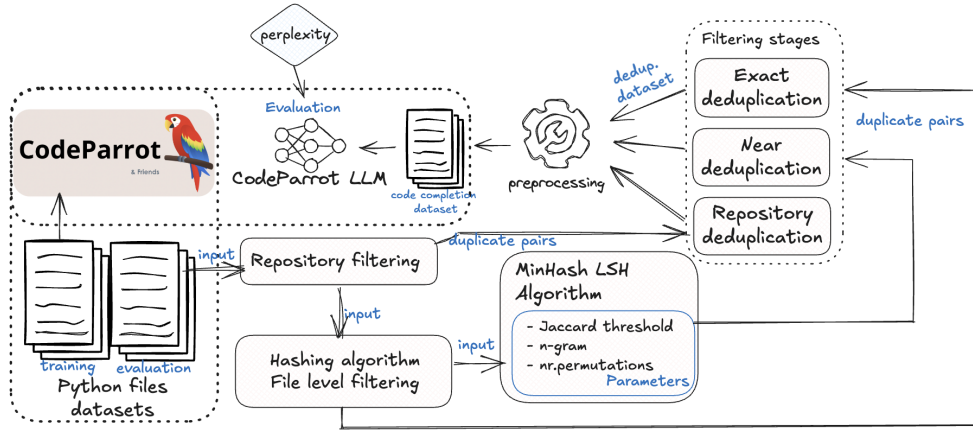 perplexity
Filtering stages
Exact
deduplication
dedup.
dataset
duplicate pairs
Evaluation
CodeParrot
& Friends
CodeParrot LLM
code completion
dataset
preprocessing
Near
deduplication
Repository
deduplication
input
Repository filtering
duplicate pairs
MinHash LSH
Algorithm
- Jaccard threshold
- n-gram
- nr.permutations
Parameters
input
input
Hashing algorithm
File level filtering
training
evaluation
Python files
datasets